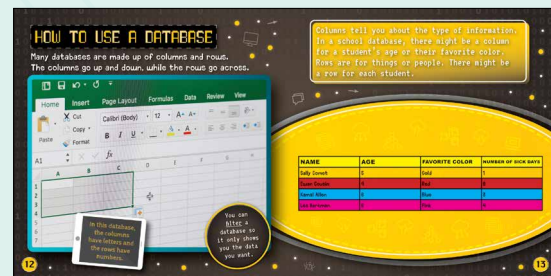 HOW TO USE A DATABASE
Many databases are made up of columns and rows.
The columns go up and down, while the rows go across.
Home Insert Page Layout Formulas Data Review View
Cut
Copy
Format
Paste
Calibri (Body) 12 A A
B I U A
A1 fx
A B C D E F G H
1
2
3
4
5
6
7
In this database,
the columns
have letters and
the rows have
numbers.
You can
filter a
database so
it only shows
you the data
you want.
12
Columns tell you about the type of information.
In a school database, there might be a column
for a student's age or their favorite color.
Rows are for things or people. There might be
a row for each student.
NAME AGE FAVORITE COLOR NUMBER OF SICK DAYS
Sally 5 Gold 1
Red
Blue
13